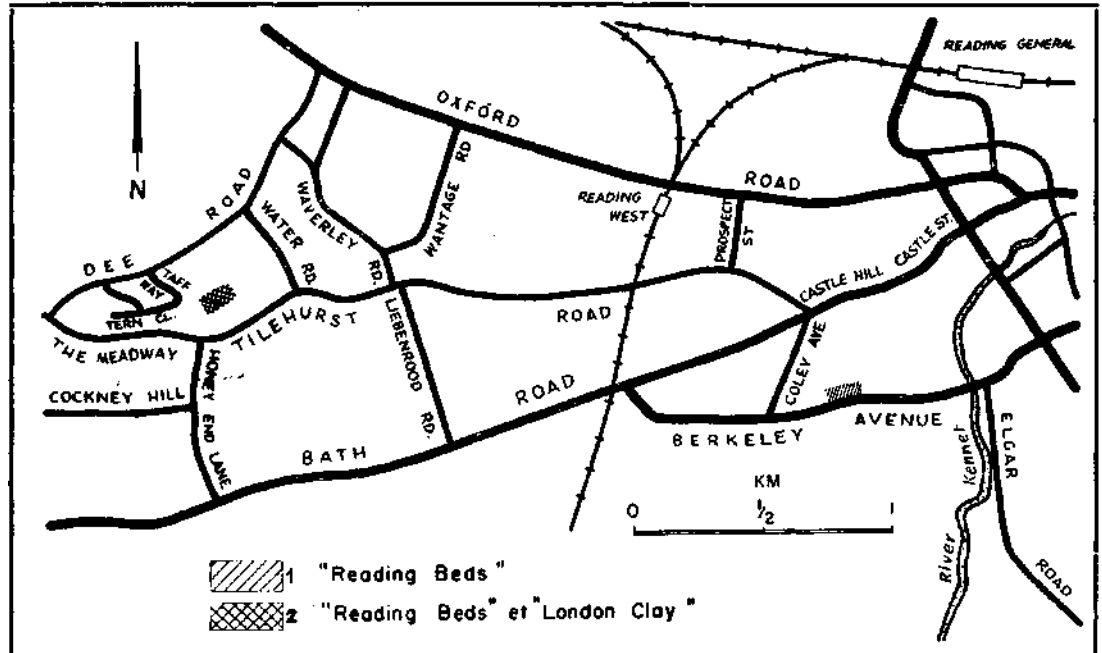 READING GENERAL
OXFORD
ROAD
N
READING
WEST
PROSPECT
ST
WANTAGE RD
WAVERLEY
RD.
WATER
RD.
DEE
ROAD
TAFF
WAY
TERN CL.
THE MEADWAY
TILEHURST
ROAD
CASTLE HILL
CASTLE ST.
LIEBENROOD
RD.
COLEY AVE
COCKNEY HILL
HONEY END LANE
BATH
ROAD
BERKELEY
AVENUE
ELGAR
ROAD
River Kennet
KM
0 ½ 1
1 "Reading Beds"
2 "Reading Beds" et "London Clay"